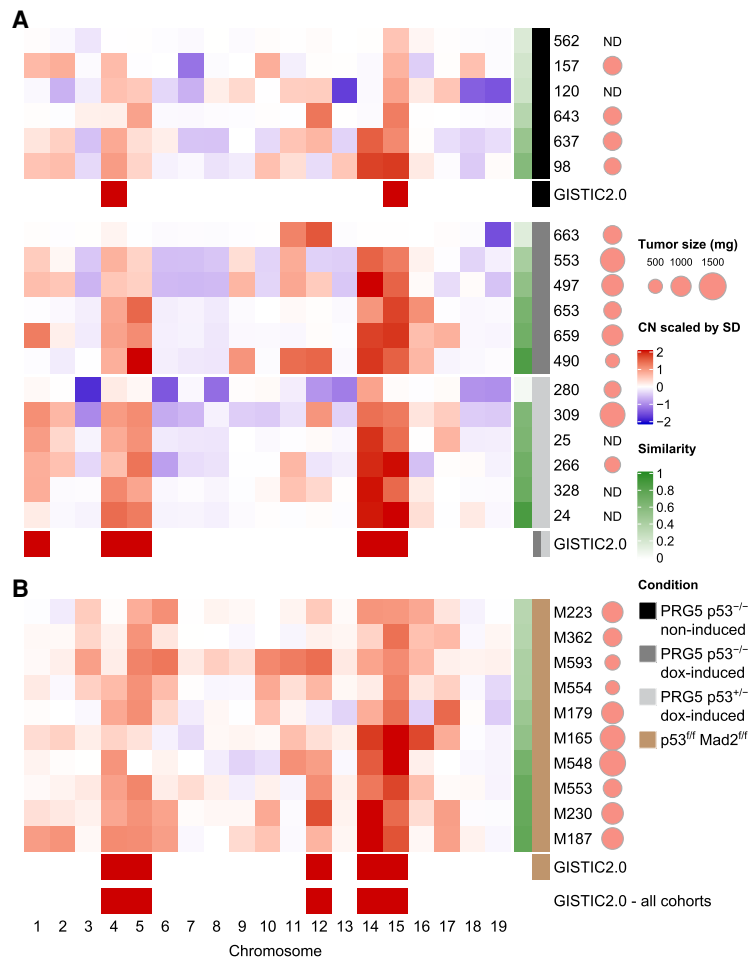 A
562 ND
157
120 ND
643
637
98
GISTIC2.0
663
553
497
653
659
490
280
309
25 ND
266
328 ND
24 ND
GISTIC2.0
Tumor size (mg)
500 1000 1500
CN scaled by SD
2
1
0
−1
−2
Similarity
1
0.8
0.6
0.4
0.2
0
B
M223
M362
M593
M554
M179
M165
M548
M553
M230
M187
GISTIC2.0
GISTIC2.0 - all cohorts
Condition
PRG5 p53−/−
non-induced
PRG5 p53−/−
dox-induced
PRG5 p53+/−
dox-induced
p53f/f Mad2f/f
1 2 3 4 5 6 7 8 9 10 11 12 13 14 15 16 17 18 19
Chromosome